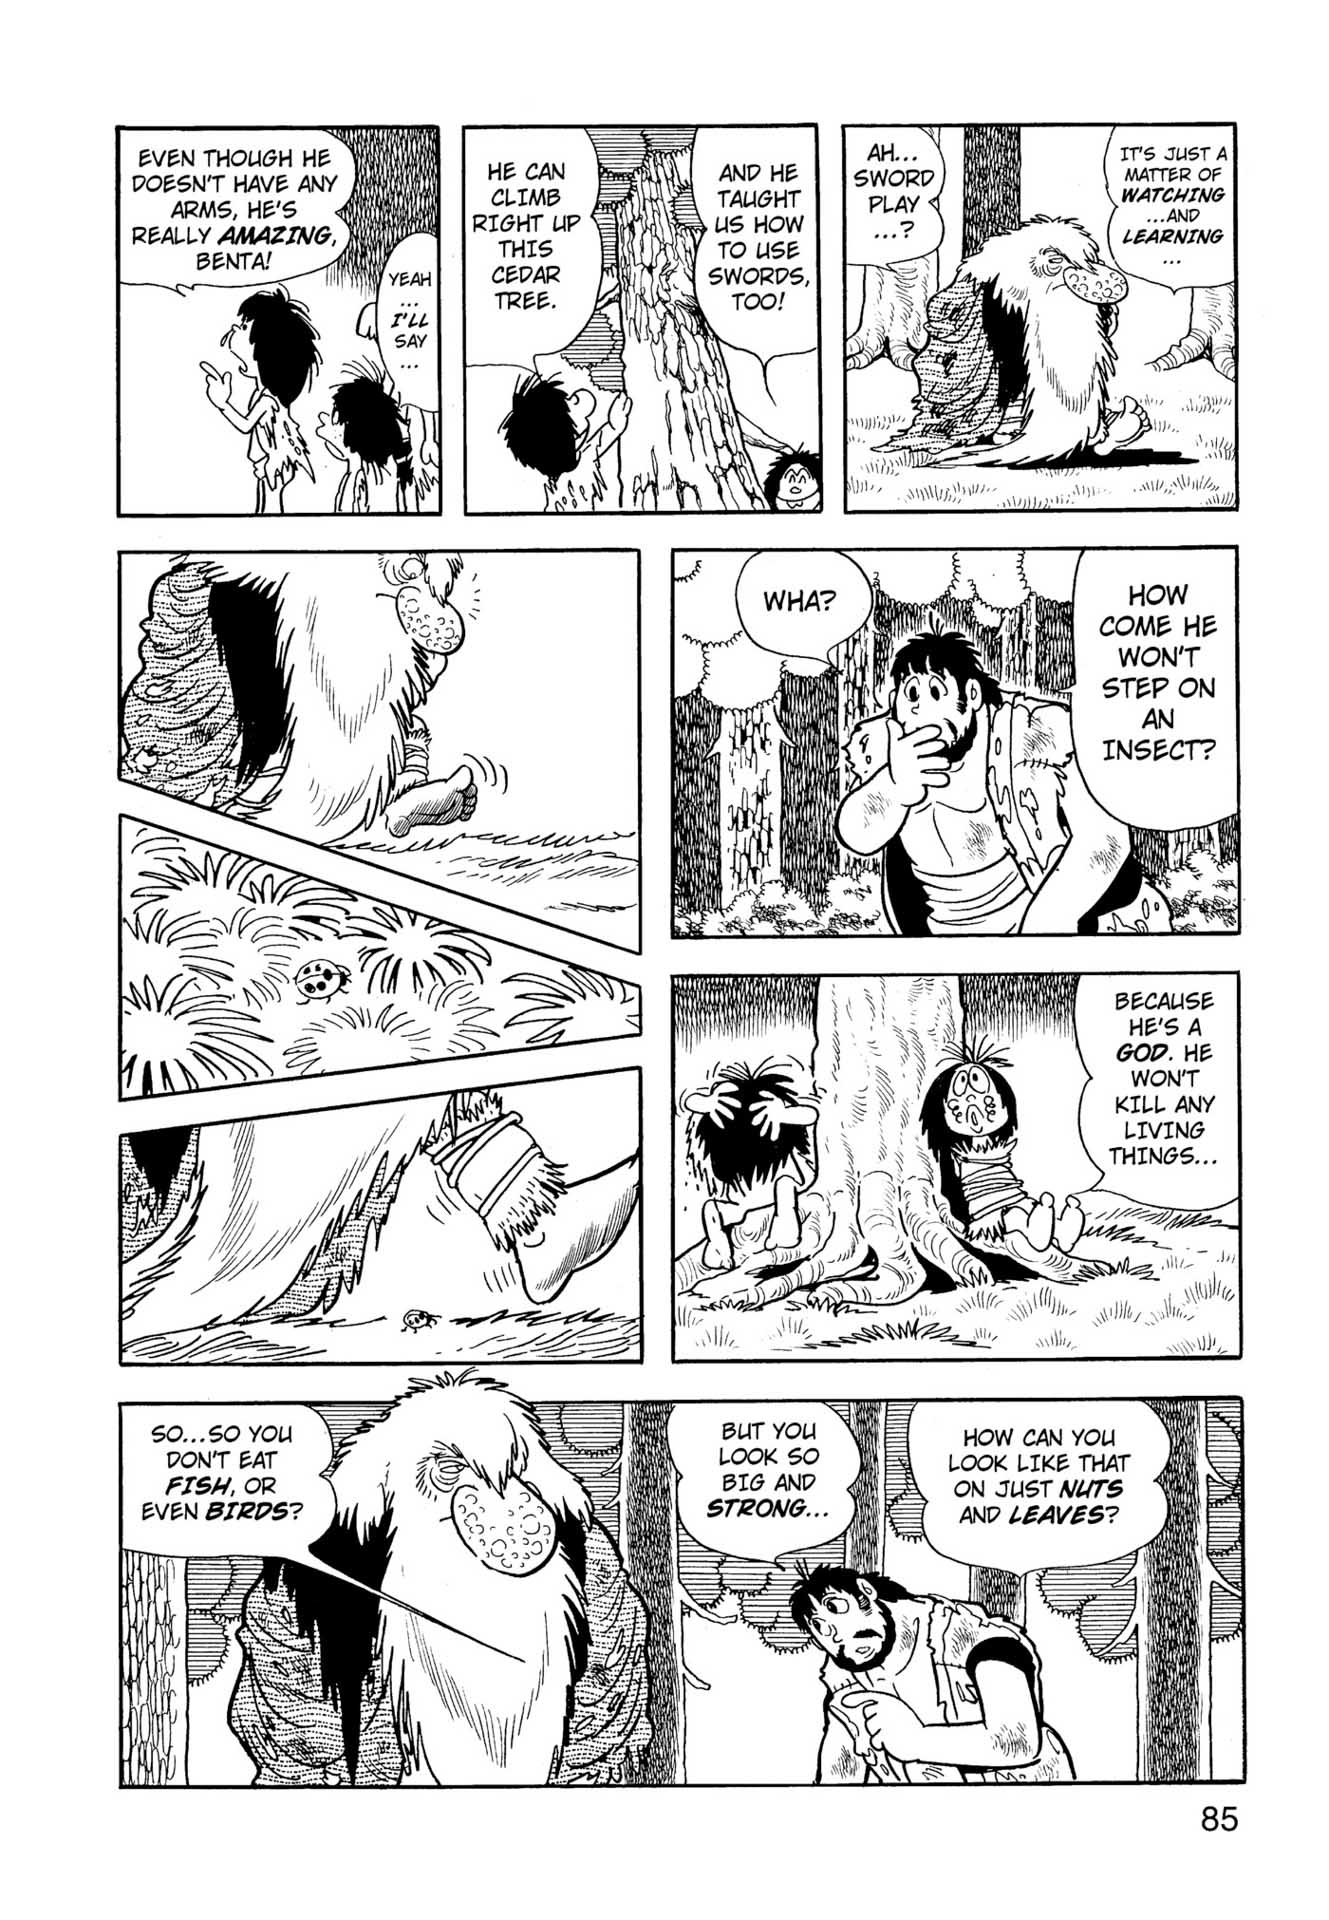 EVEN THOUGH HE
DOESN'T HAVE ANY
ARMS, HE'S
REALLY AMAZING,
BENTA!
YEAH
...
I'LL
SAY
...
HE CAN
CLIMB
RIGHT UP
THIS
CEDAR
TREE.
AND HE
TAUGHT
US HOW
TO USE
SWORDS,
TOO!
AH...
SWORD
PLAY
...?
IT'S JUST A
MATTER OF
WATCHING
...AND
LEARNING
...
WHA?
HOW
COME HE
WON'T
STEP ON
AN
INSECT?
BECAUSE
HE'S A
GOD. HE
WON'T
KILL ANY
LIVING
THINGS...
SO...SO YOU
DON'T EAT
FISH, OR
EVEN BIRDS?
BUT YOU
LOOK SO
BIG AND
STRONG...
HOW CAN YOU
LOOK LIKE THAT
ON JUST NUTS
AND LEAVES?
85